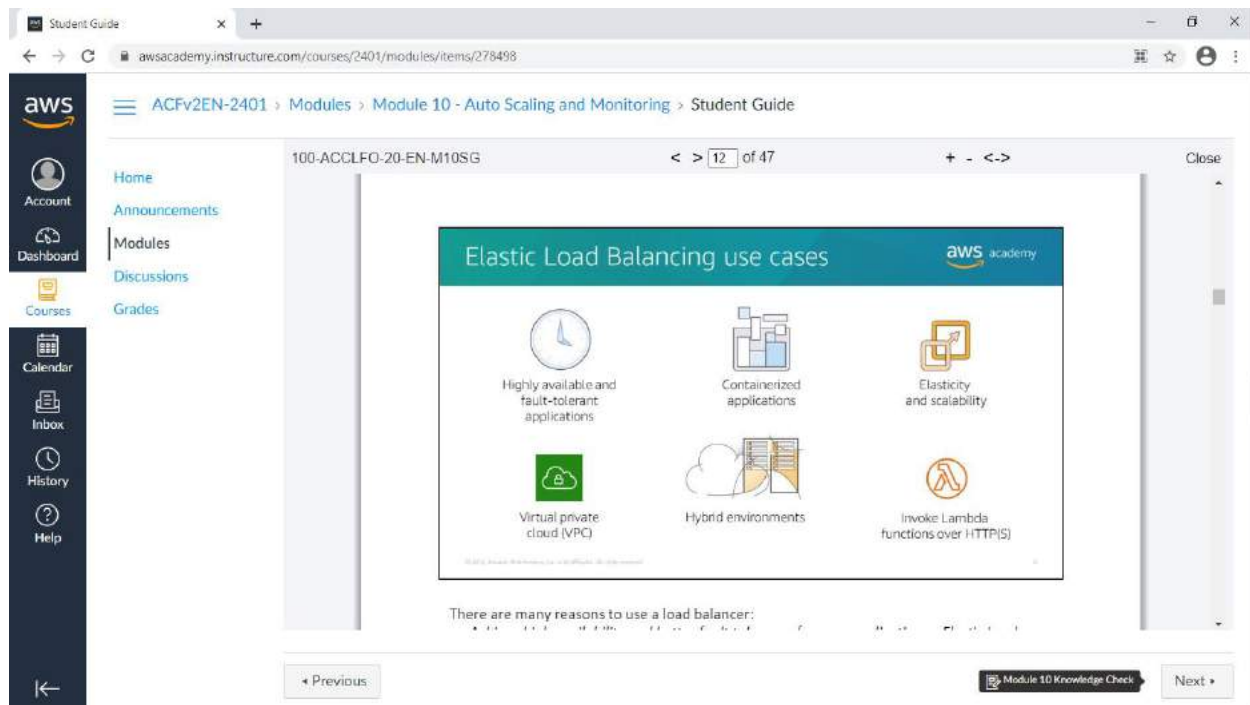 Student Guide
awsacademy.instructure.com/courses/2401/modules/items/278498
aws
ACFv2EN-2401 > Modules > Module 10 - Auto Scaling and Monitoring > Student Guide
Account
Dashboard
Courses
Calendar
Inbox
History
Help
Home
Announcements
Modules
Discussions
Grades
100-ACCLFO-20-EN-M10SG
< > 12 of 47
+ - <->
Close
Elastic Load Balancing use cases
aws academy
Highly available and
fault-tolerant
applications
Containerized
applications
Elasticity
and scalability
Virtual private
cloud (VPC)
Hybrid environments
Invoke Lambda
functions over HTTP(S)
There are many reasons to use a load balancer:
◂ Previous
Module 10 Knowledge Check
Next ▸